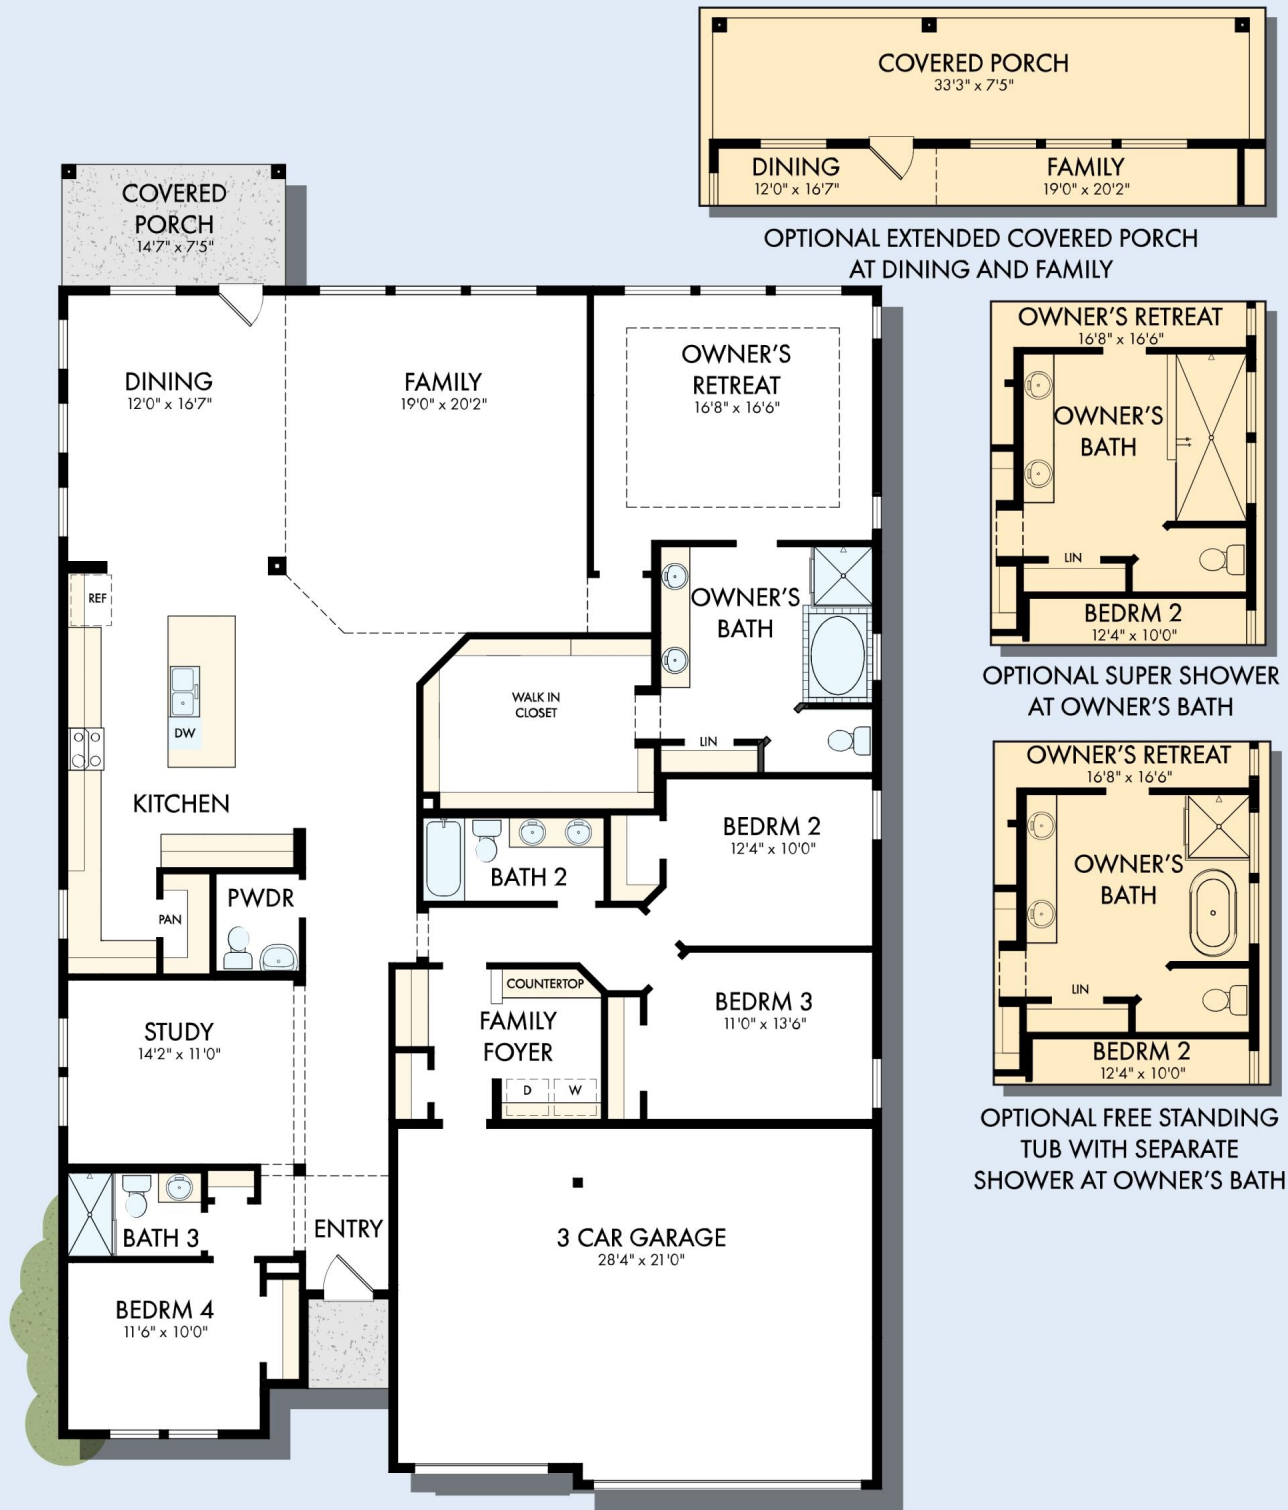 COVERED PORCH
33'3" x 7'5"
DINING
12'0" x 16'7"
FAMILY
19'0" x 20'2"
OPTIONAL EXTENDED COVERED PORCH
AT DINING AND FAMILY
COVERED
PORCH
14'7" x 7'5"
DINING
12'0" x 16'7"
FAMILY
19'0" x 20'2"
OWNER'S
RETREAT
16'8" x 16'6"
REF
DW
KITCHEN
OWNER'S
BATH
WALK IN
CLOSET
LIN
BEDRM 2
12'4" x 10'0"
BATH 2
PAN
PWDR
COUNTERTOP
FAMILY
FOYER
D
W
BEDRM 3
11'0" x 13'6"
STUDY
14'2" x 11'0"
BATH 3
ENTRY
3 CAR GARAGE
28'4" x 21'0"
BEDRM 4
11'6" x 10'0"
OWNER'S RETREAT
16'8" x 16'6"
OWNER'S
BATH
LIN
BEDRM 2
12'4" x 10'0"
OPTIONAL SUPER SHOWER
AT OWNER'S BATH
OWNER'S RETREAT
16'8" x 16'6"
OWNER'S
BATH
LIN
BEDRM 2
12'4" x 10'0"
OPTIONAL FREE STANDING
TUB WITH SEPARATE
SHOWER AT OWNER'S BATH